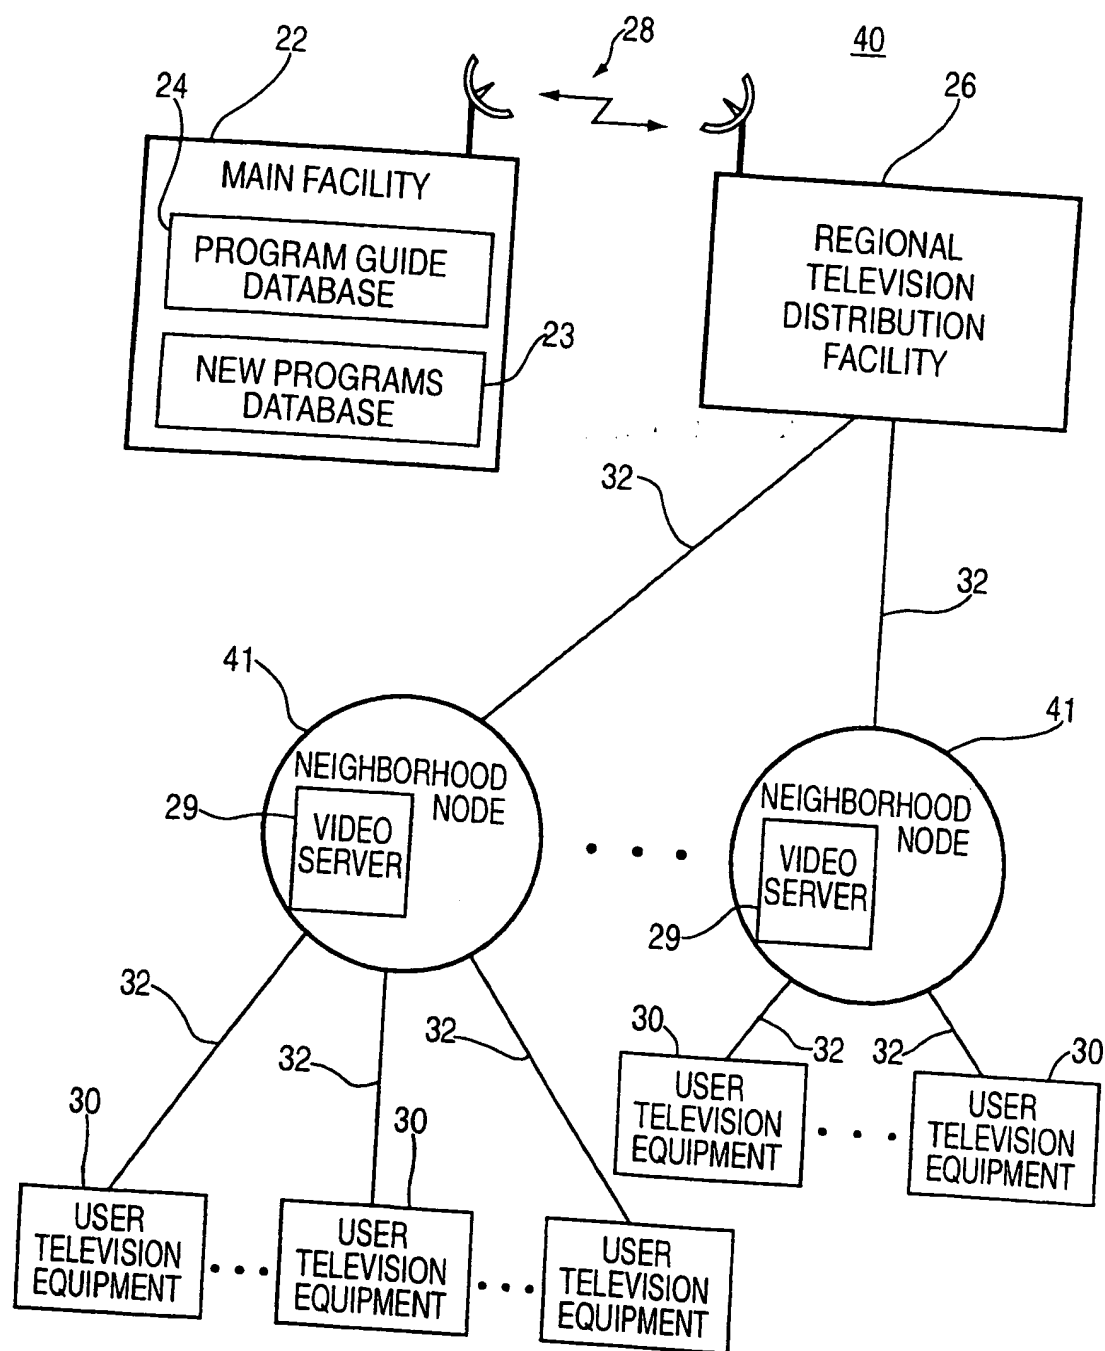 28
40
22
24
26
MAIN FACILITY
PROGRAM GUIDE
DATABASE
23
NEW PROGRAMS
DATABASE
REGIONAL
TELEVISION
DISTRIBUTION
FACILITY
32
32
41
41
NEIGHBORHOOD
NODE
29
VIDEO
SERVER
NEIGHBORHOOD
NODE
VIDEO
SERVER
29
32
32
32
30
32
32
30
USER
TELEVISION
EQUIPMENT
USER
TELEVISION
EQUIPMENT
30
30
USER
TELEVISION
EQUIPMENT
USER
TELEVISION
EQUIPMENT
USER
TELEVISION
EQUIPMENT